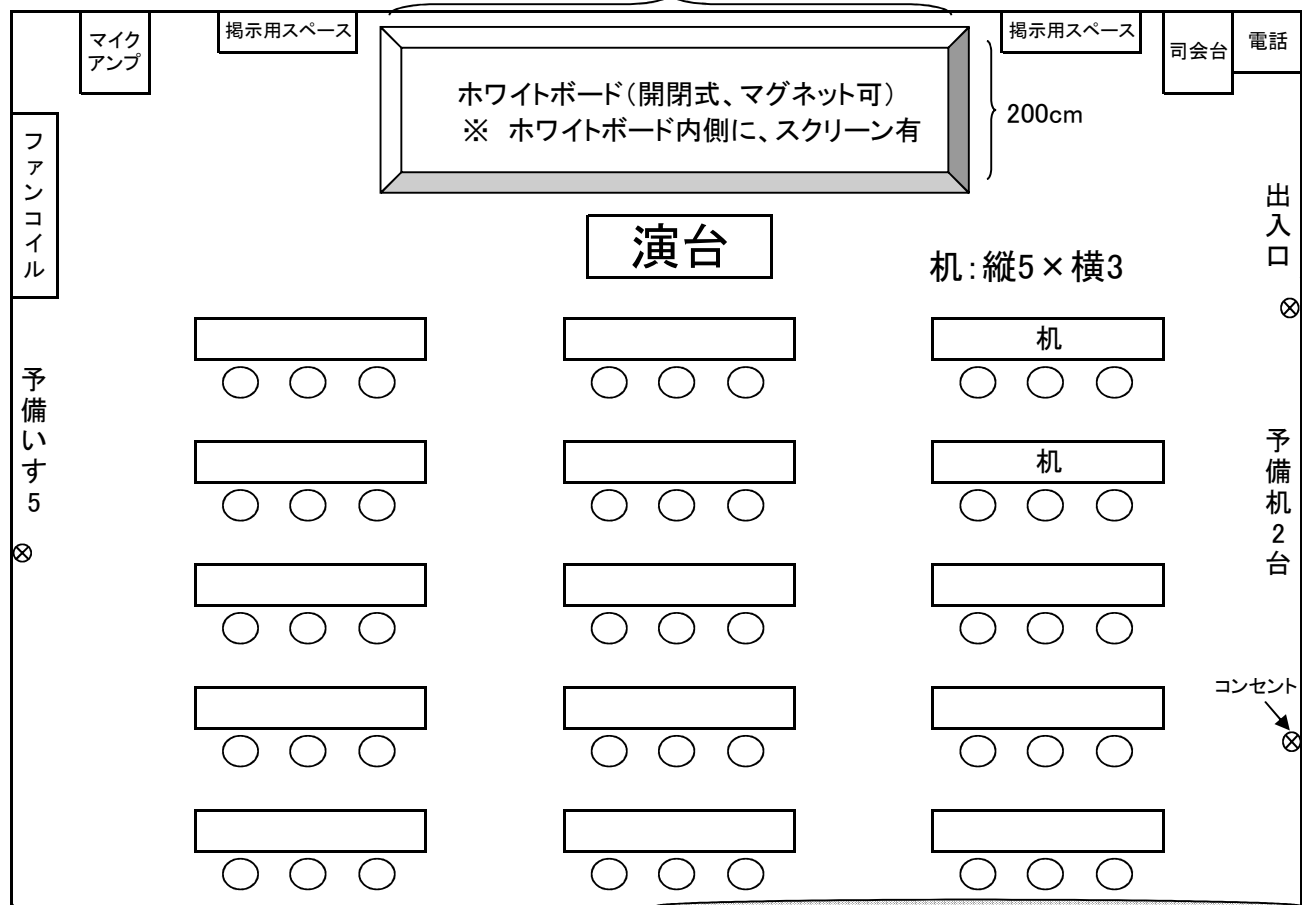 マイク
アンプ
掲示用スペース
掲示用スペース
司会台
電話
ホワイトボード（開閉式、マグネット可）
※ ホワイトボード内側に、スクリーン有
200cm
ファンコイル
出入口
演台
机：縦5×横3
机
予備いす5
机
予備机2台
コンセント